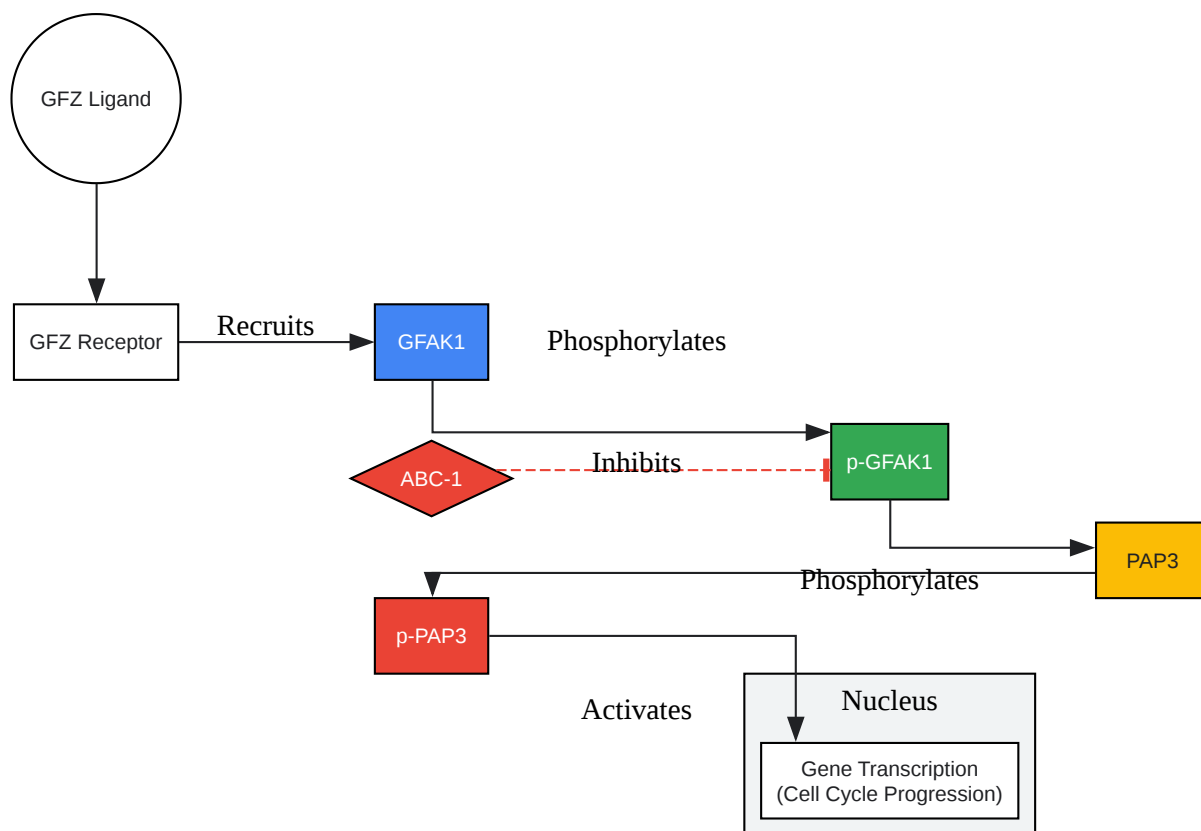 GFZ Ligand
GFZ Receptor
Recruits
GFAK1
Phosphorylates
ABC-1
Inhibits
p-GFAK1
PAP3
Phosphorylates
p-PAP3
Activates
Nucleus
Gene Transcription
(Cell Cycle Progression)